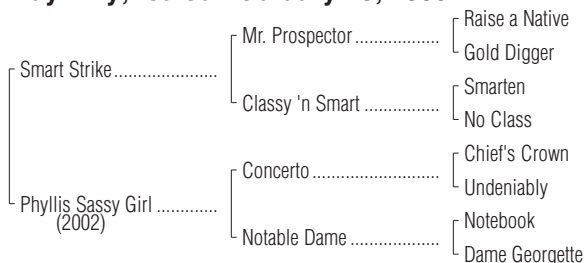 Raise a Native
Mr. Prospector ..................
Gold Digger
Smart Strike......................
Smarten
Classy 'n Smart ................
No Class
Chief's Crown
Concerto ...........................
Undeniably
Phyllis Sassy Girl .............
(2002)
Notebook
Notable Dame ...................
Dame Georgette